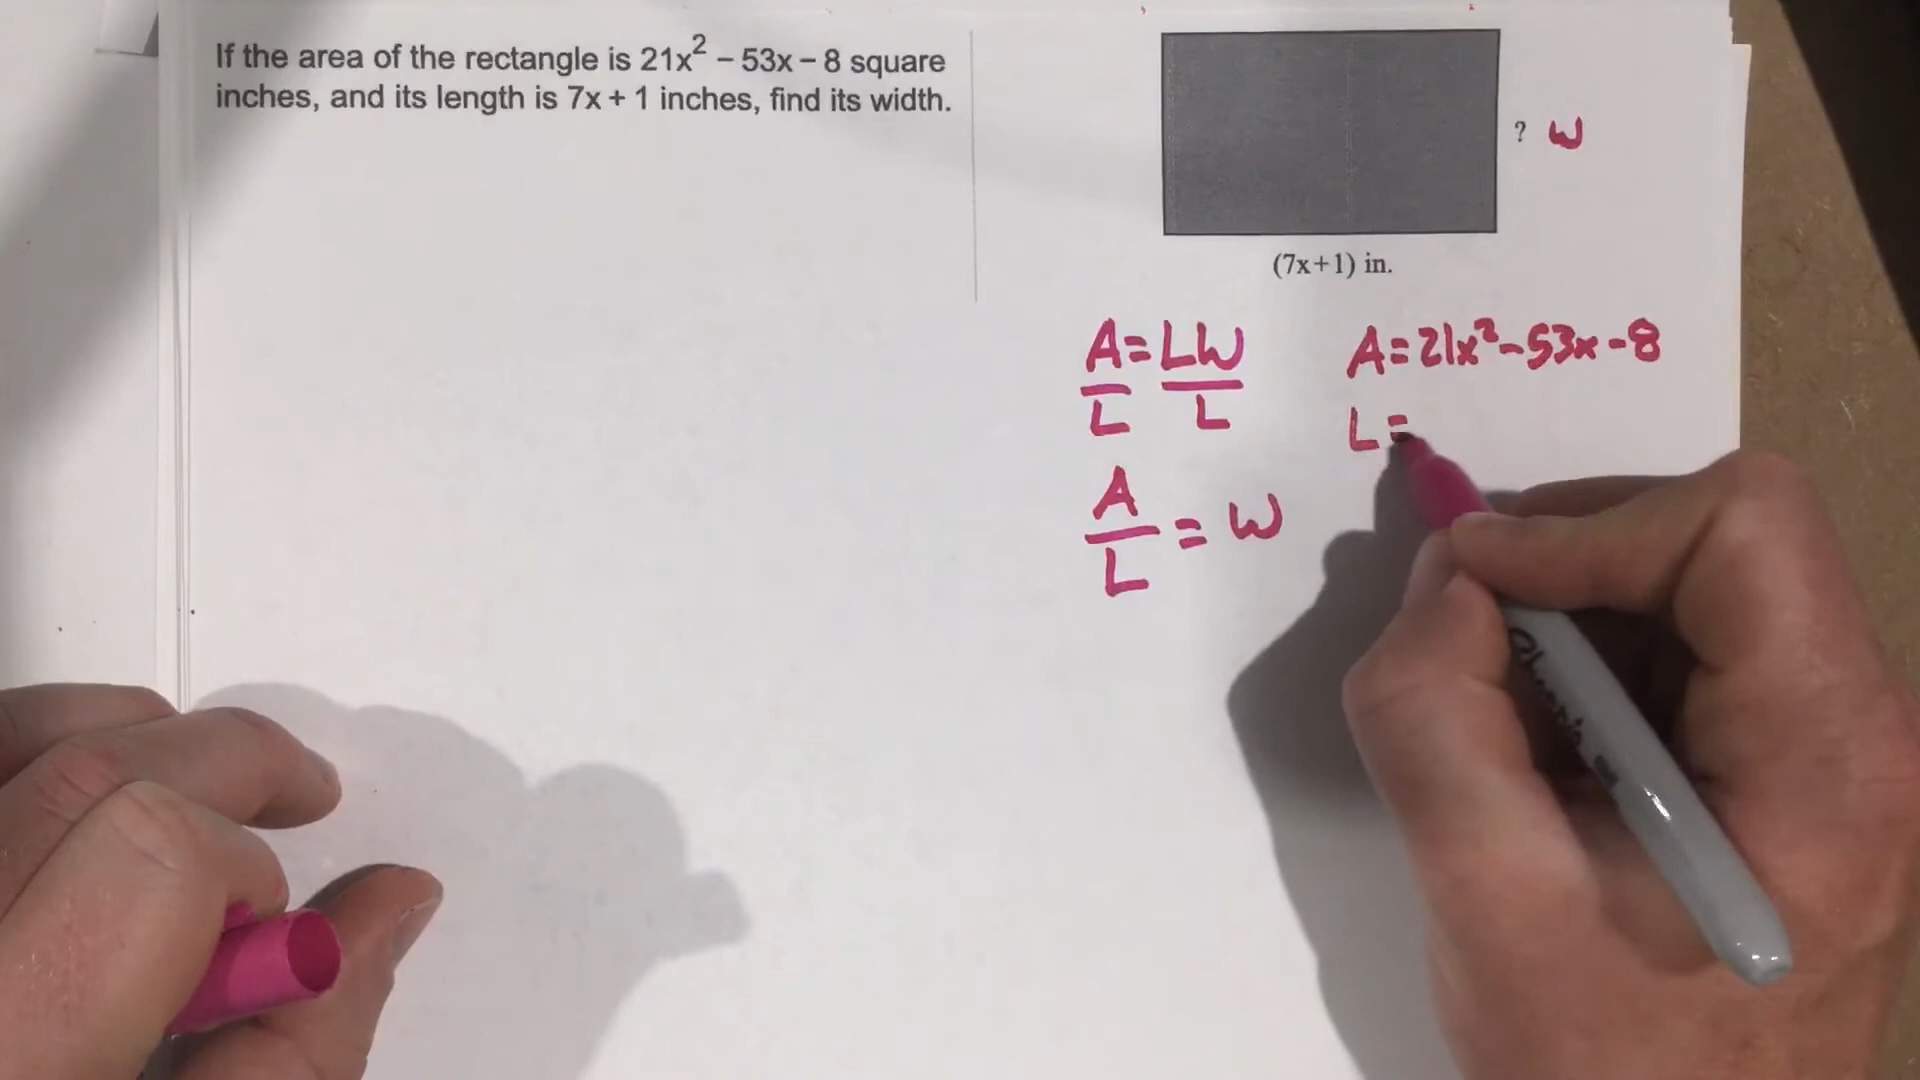 If the area of the rectangle is 21x² − 53x − 8 square
inches, and its length is 7x + 1 inches, find its width.
? W
(7x+1) in.
A = LW
L L
A = 21x² - 53x - 8
L =
A
L = W
Sharpie